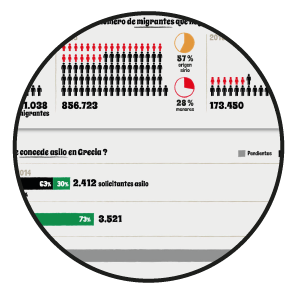 número de migrantes que
57 %
origen
sirio
1.038
migrantes
856.723
28 %
menores
173.450
concede asilo en Grecia ?
Pendientes
2014
63% 30% 2.412 solicitantes asilo
73% 3.521